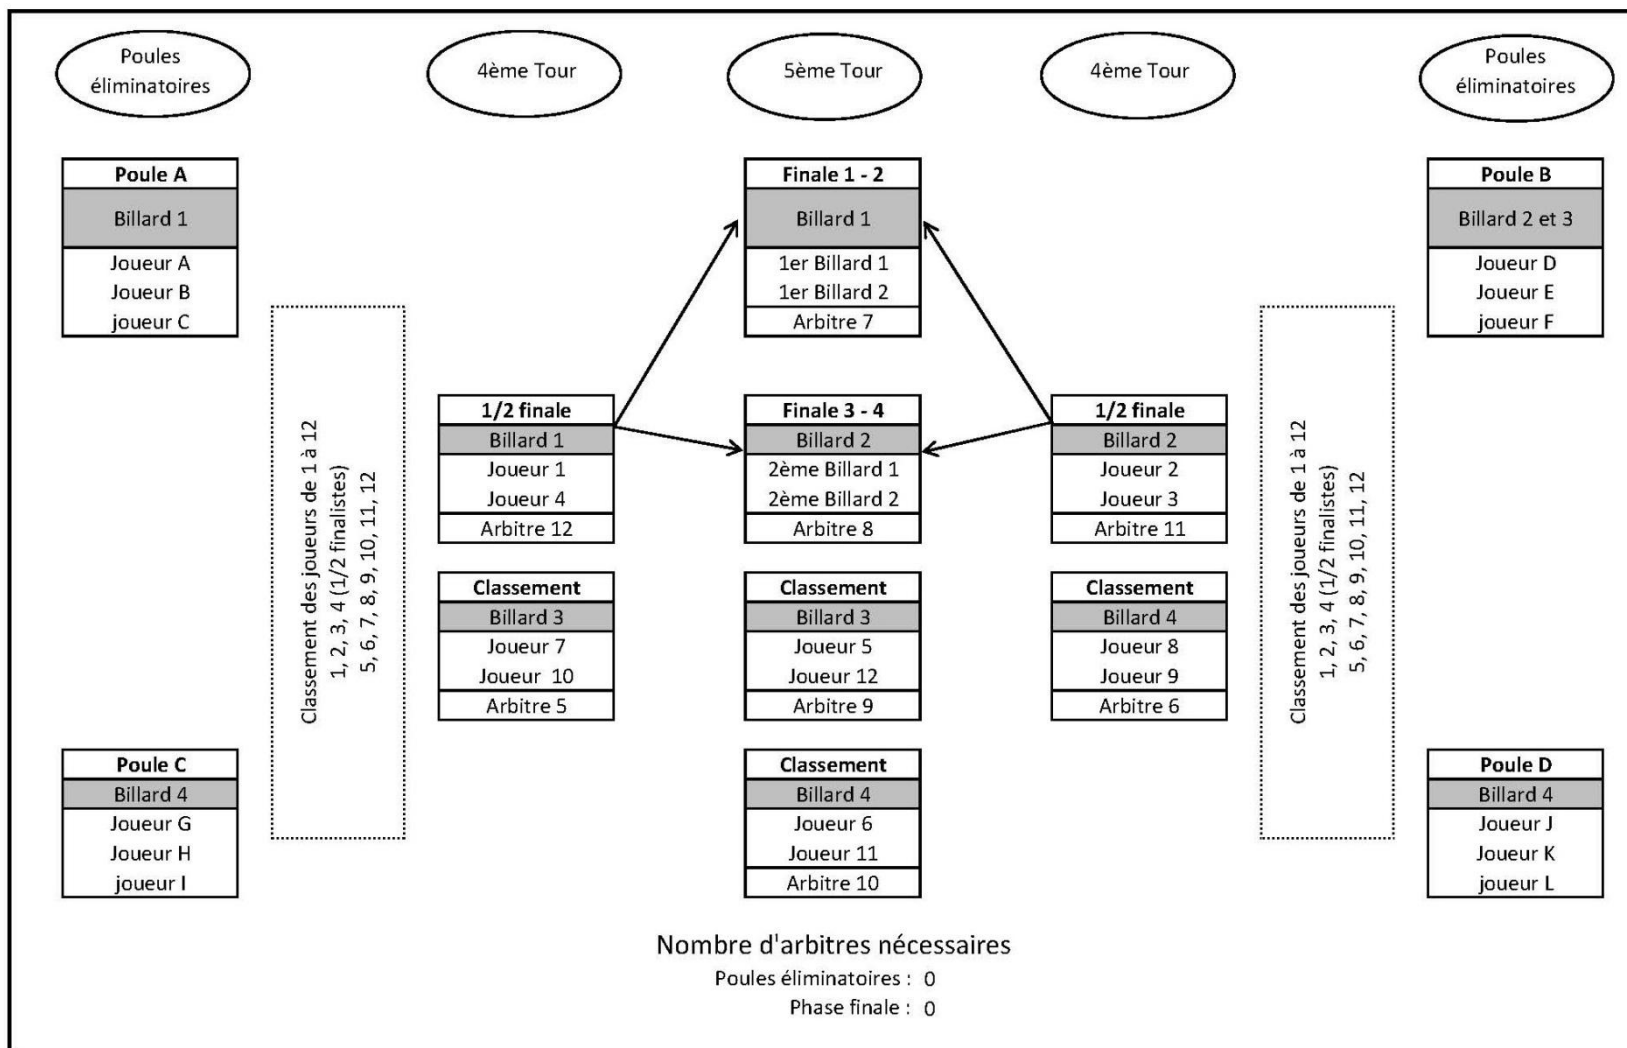 Poules
éliminatoires
4ème Tour
5ème Tour
4ème Tour
Poules
éliminatoires
Poule A
Billard 1
Joueur A
Joueur B
joueur C
Finale 1 - 2
Billard 1
1er Billard 1
1er Billard 2
Arbitre 7
Poule B
Billard 2 et 3
Joueur D
Joueur E
joueur F
Classement des joueurs de 1 à 12
1, 2, 3, 4 (1/2 finalistes)
5, 6, 7, 8, 9, 10, 11, 12
1/2 finale
Billard 1
Joueur 1
Joueur 4
Arbitre 12
Finale 3 - 4
Billard 2
2ème Billard 1
2ème Billard 2
Arbitre 8
1/2 finale
Billard 2
Joueur 2
Joueur 3
Arbitre 11
Classement des joueurs de 1 à 12
1, 2, 3, 4 (1/2 finalistes)
5, 6, 7, 8, 9, 10, 11, 12
Classement
Billard 3
Joueur 7
Joueur 10
Arbitre 5
Classement
Billard 3
Joueur 5
Joueur 12
Arbitre 9
Classement
Billard 4
Joueur 8
Joueur 9
Arbitre 6
Poule C
Billard 4
Joueur G
Joueur H
joueur I
Classement
Billard 4
Joueur 6
Joueur 11
Arbitre 10
Poule D
Billard 4
Joueur J
Joueur K
joueur L
Nombre d'arbitres nécessaires
Poules éliminatoires : 0
Phase finale : 0